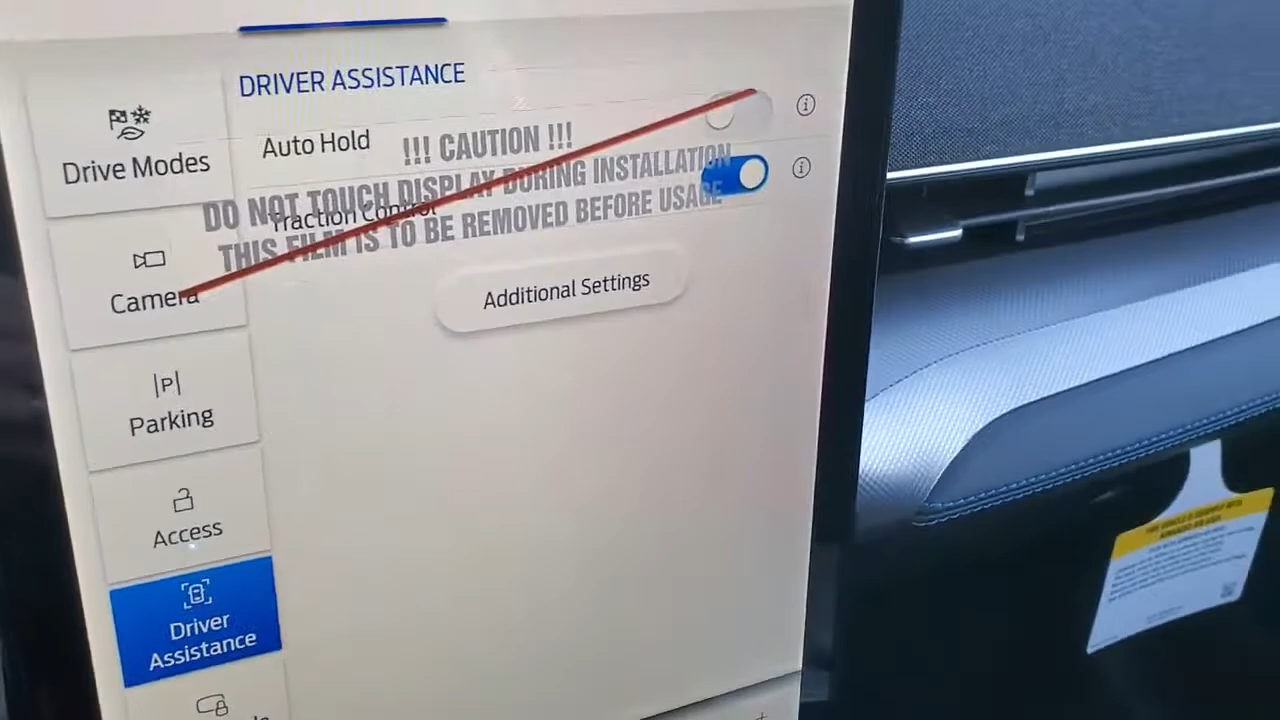 DRIVER ASSISTANCE
Drive Modes
Auto Hold
!!! CAUTION !!!
DO NOT TOUCH DISPLAY DURING INSTALLATION
Traction Control
THIS FILM IS TO BE REMOVED BEFORE USAGE
Camera
Additional Settings
P
Parking
Access
Driver
Assistance